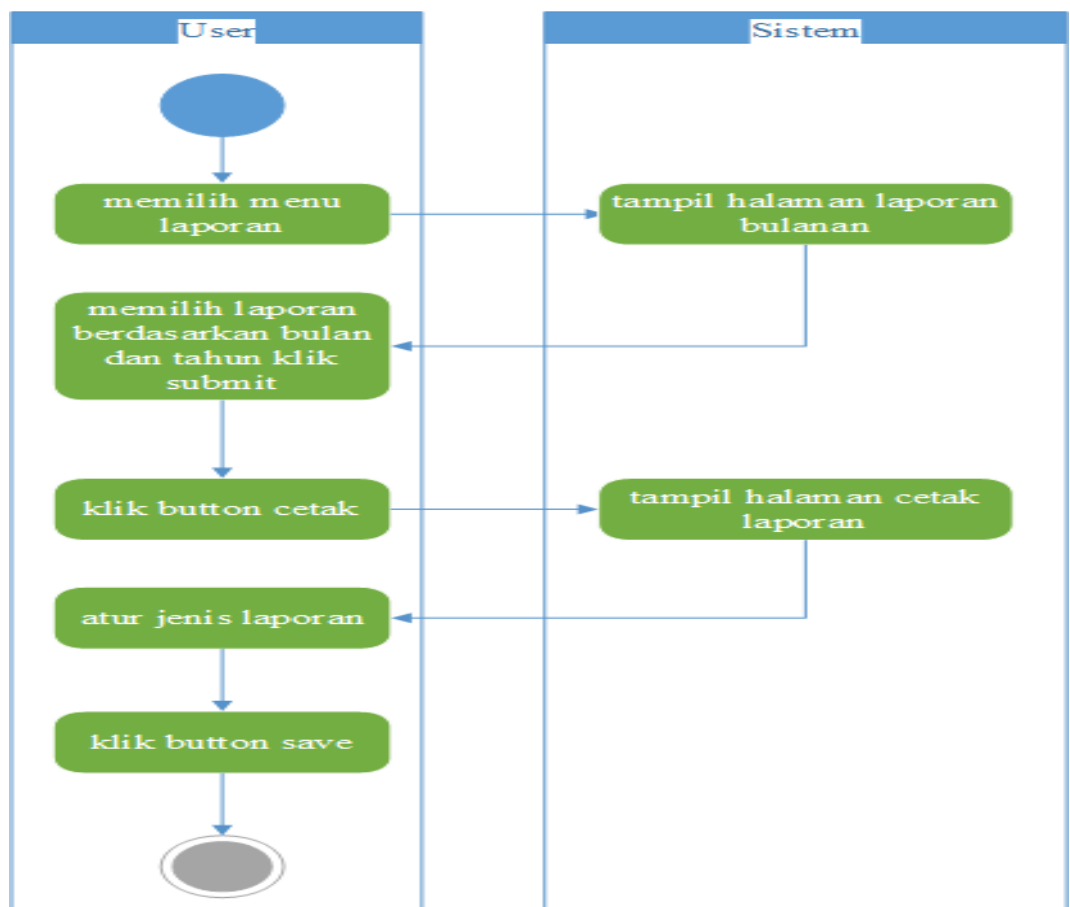 User
Sistem
memilih menu
laporan
tampil halaman laporan
bulanan
memilih laporan
berdasarkan bulan
dan tahun klik
submit
klik button cetak
tampil halaman cetak
laporan
atur jenis laporan
klik button save